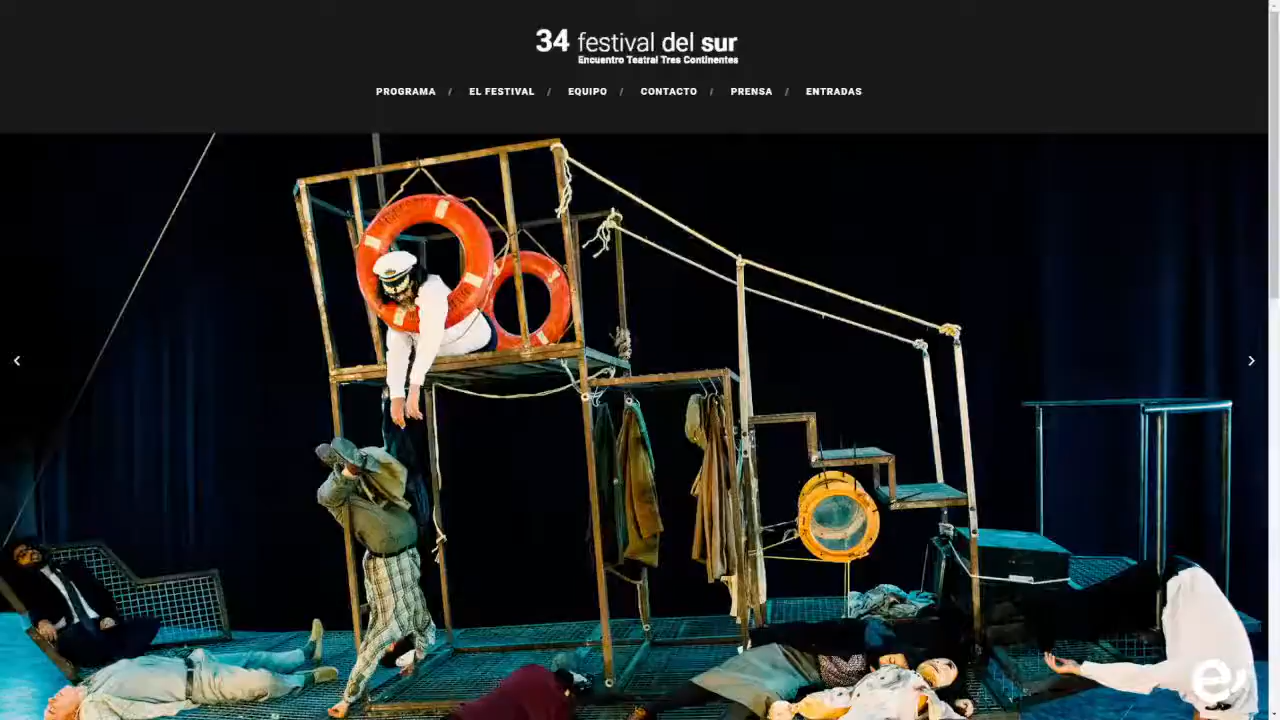 34 festival del sur
Encuentro Teatral Tres Continentes
PROGRAMA / EL FESTIVAL / EQUIPO / CONTACTO / PRENSA / ENTRADAS